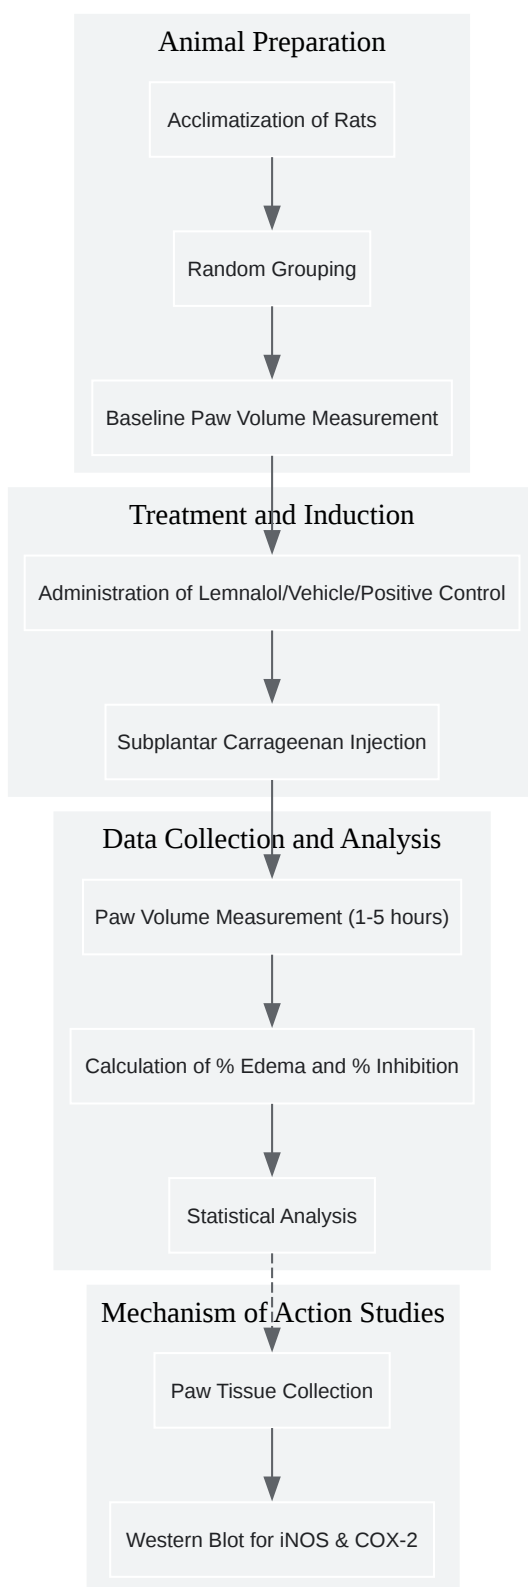 Animal Preparation
Acclimatization of Rats
Random Grouping
Baseline Paw Volume Measurement
Treatment and Induction
Administration of Lemnalol/Vehicle/Positive Control
Subplantar Carrageenan Injection
Data Collection and Analysis
Paw Volume Measurement (1-5 hours)
Calculation of % Edema and % Inhibition
Statistical Analysis
Mechanism of Action Studies
Paw Tissue Collection
Western Blot for iNOS & COX-2